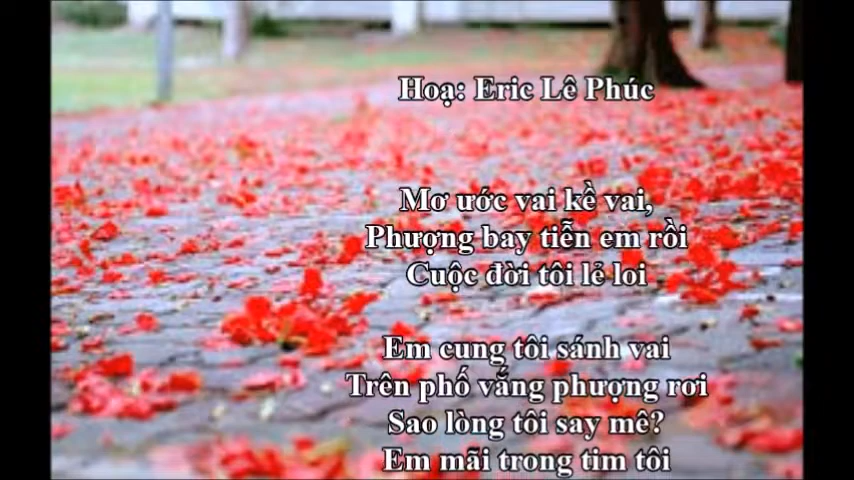 Hoạ: Eric Lê Phúc
Mơ ước vai kề vai,
Phượng bay tiễn em rồi
Cuộc đời tôi lẻ loi
Em cung tôi sánh vai
Trên phố vắng phượng rơi
Sao lòng tôi say mê?
Em mãi trong tim tôi